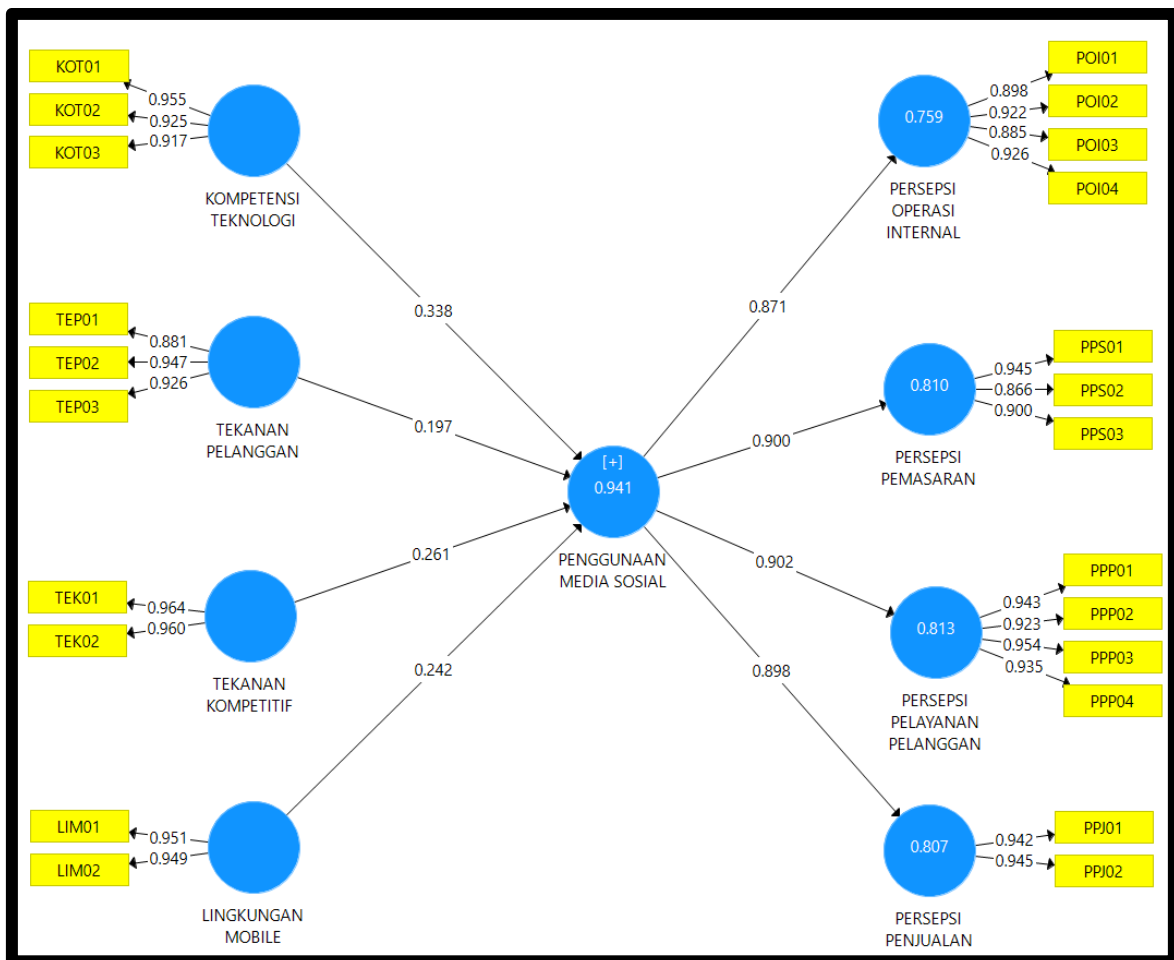 KOT01
KOT02
KOT03
0.955
0.925
0.917
KOMPETENSI
TEKNOLOGI
TEP01
TEP02
TEP03
0.881
0.947
0.926
TEKANAN
PELANGGAN
TEK01
TEK02
0.964
0.960
TEKANAN
KOMPETITIF
LIM01
LIM02
0.951
0.949
LINGKUNGAN
MOBILE
0.338
0.197
0.261
0.242
[+]
0.941
PENGGUNAAN
MEDIA SOSIAL
0.871
0.900
0.902
0.898
0.759
PERSEPSI
OPERASI
INTERNAL
0.898
0.922
0.885
0.926
POI01
POI02
POI03
POI04
0.810
PERSEPSI
PEMASARAN
0.945
0.866
0.900
PPS01
PPS02
PPS03
0.813
PERSEPSI
PELAYANAN
PELANGGAN
0.943
0.923
0.954
0.935
PPP01
PPP02
PPP03
PPP04
0.807
PERSEPSI
PENJUALAN
0.942
0.945
PPJ01
PPJ02